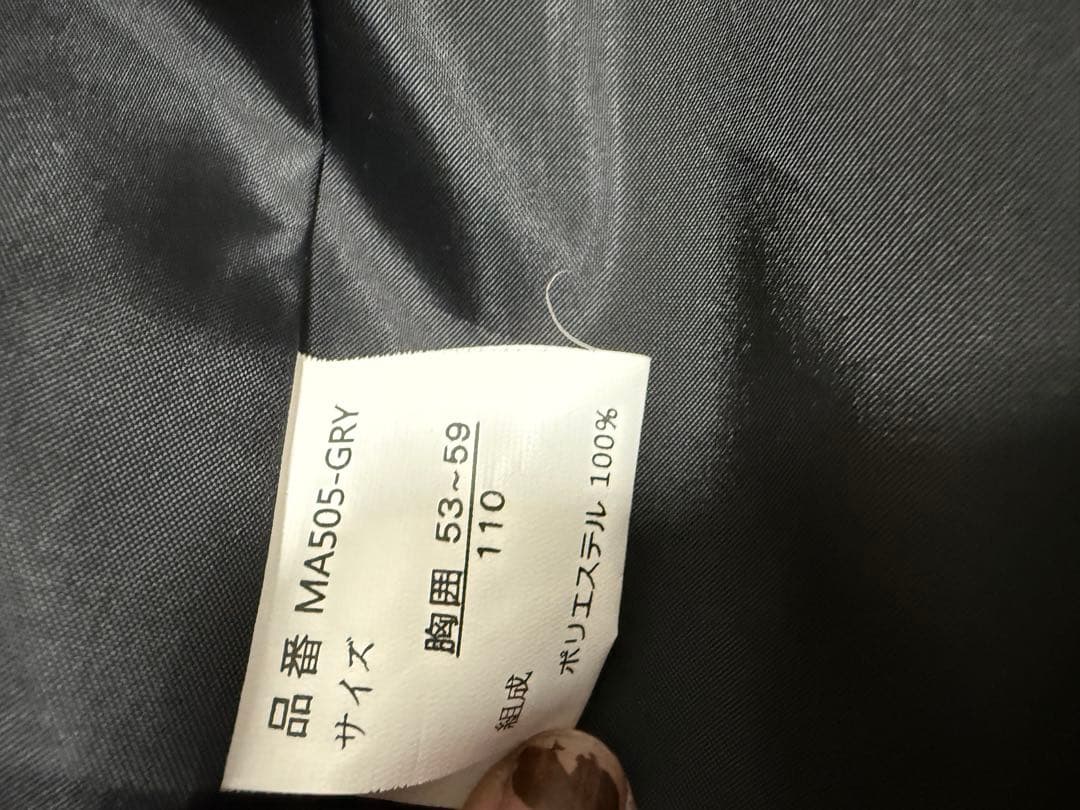 品番 MA505-GRY
サイズ
胸囲 53~59
110
組成
ポリエステル 100%